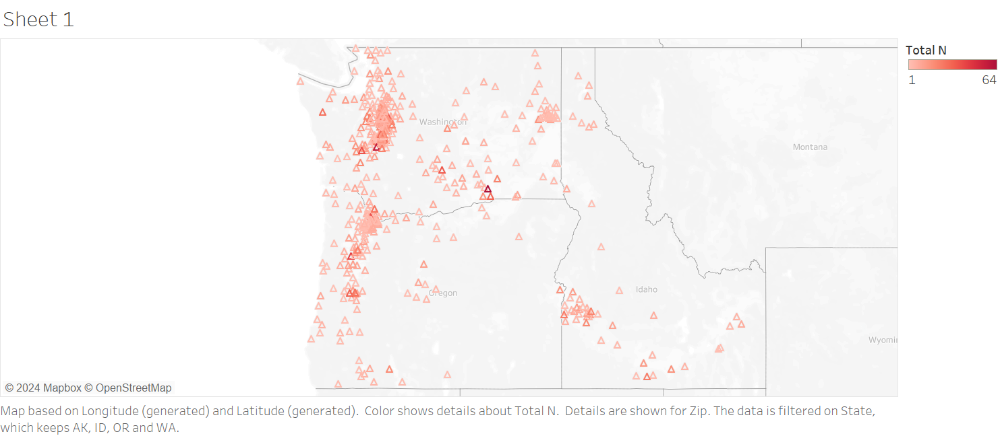 Sheet 1
Total N
1 64
Washington
Montana
Oregon
Idaho
Wyomin
© 2024 Mapbox © OpenStreetMap
Map based on Longitude (generated) and Latitude (generated).  Color shows details about Total N.  Details are shown for Zip. The data is filtered on State,
which keeps AK, ID, OR and WA.